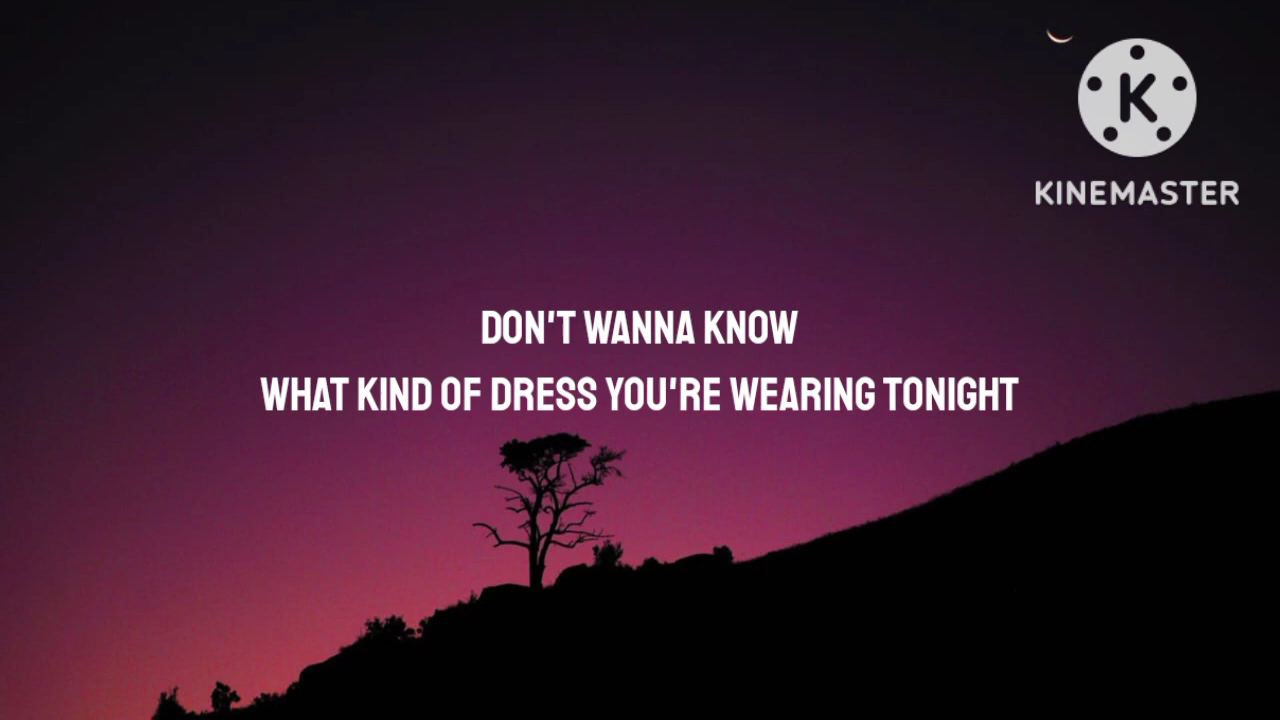 K
KINEMASTER
DON'T WANNA KNOW
WHAT KIND OF DRESS YOU'RE WEARING TONIGHT